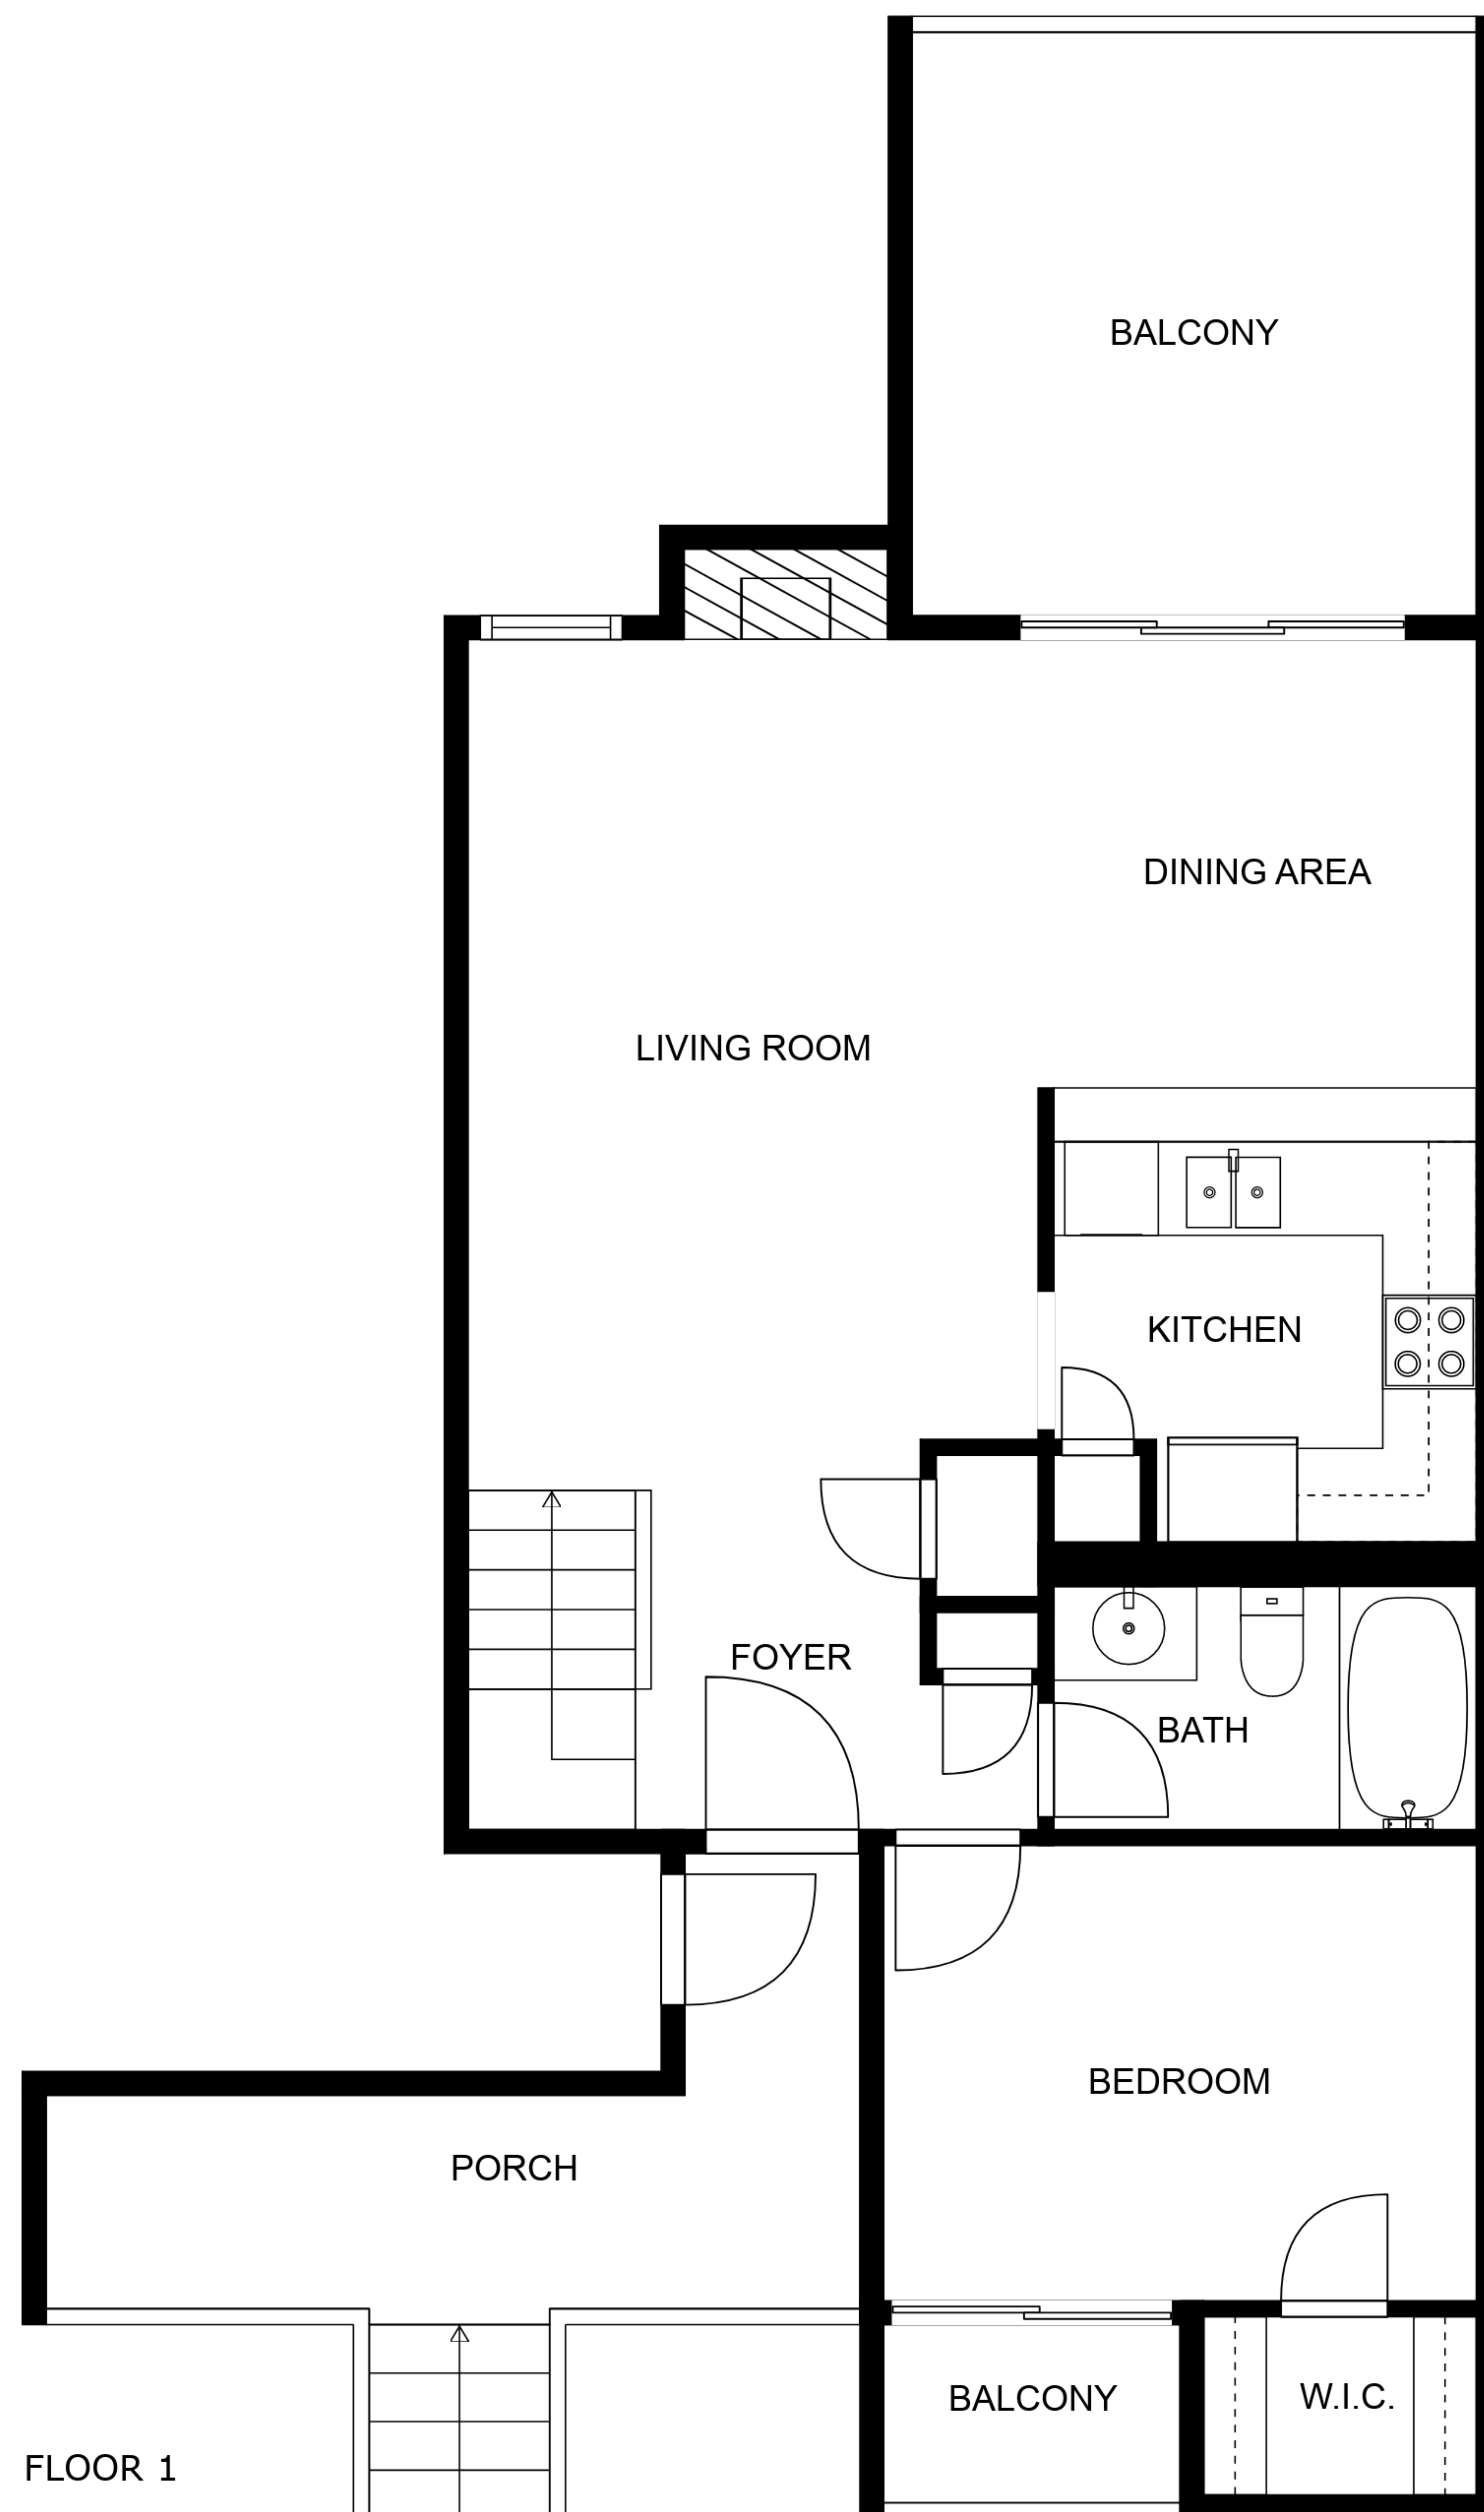 BALCONY
DINING AREA
LIVING ROOM
KITCHEN
FOYER
BATH
BEDROOM
PORCH
BALCONY
W.I.C.
FLOOR 1